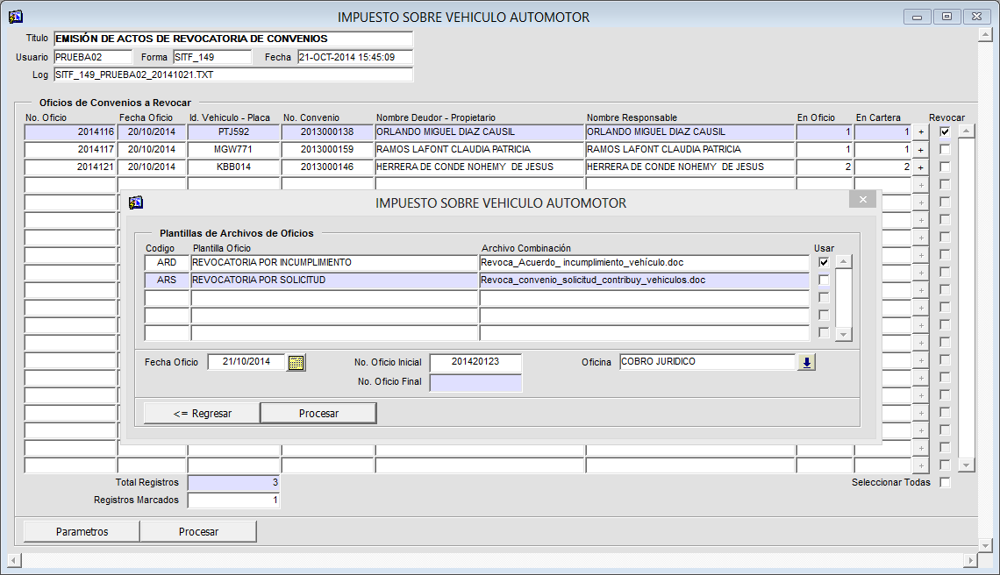 IMPUESTO SOBRE VEHICULO AUTOMOTOR
Titulo EMISIÓN DE ACTOS DE REVOCATORIA DE CONVENIOS
Usuario PRUEBA02 Forma SITF_149 Fecha 21-OCT-2014 15:45:09
Log SITF_149_PRUEBA02_20141021.TXT
Oficios de Convenios a Revocar
No. Oficio Fecha Oficio Id. Vehiculo - Placa No. Convenio Nombre Deudor - Propietario Nombre Responsable En Oficio En Cartera Revocar
2014116 20/10/2014 PTJ592 2013000138 ORLANDO MIGUEL DIAZ CAUSIL ORLANDO MIGUEL DIAZ CAUSIL 1 1 +
2014117 20/10/2014 MGW771 2013000159 RAMOS LAFONT CLAUDIA PATRICIA RAMOS LAFONT CLAUDIA PATRICIA 1 1 +
2014121 20/10/2014 KBB014 2013000146 HERRERA DE CONDE NOHEMY DE JESUS HERRERA DE CONDE NOHEMY DE JESUS 2 2 +
IMPUESTO SOBRE VEHICULO AUTOMOTOR
Plantillas de Archivos de Oficios
Codigo Plantilla Oficio Archivo Combinación Usar
ARD REVOCATORIA POR INCUMPLIMIENTO Revoca_Acuerdo_ incumplimiento_vehículo.doc
ARS REVOCATORIA POR SOLICITUD Revoca_convenio_solicitud_contribuy_vehiculos.doc
Fecha Oficio 21/10/2014 No. Oficio Inicial 201420123 Oficina COBRO JURIDICO
No. Oficio Final
<= Regresar Procesar
Total Registros 3 Seleccionar Todas
Registros Marcados 1
Parametros Procesar